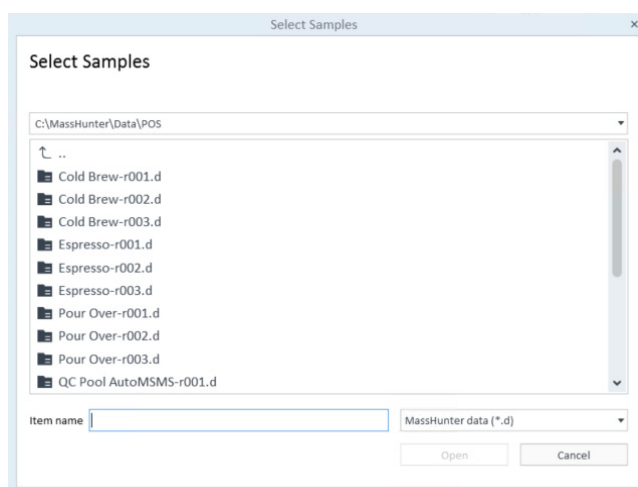 Select Samples
Select Samples
C:\MassHunter\Data\POS
..
Cold Brew-r001.d
Cold Brew-r002.d
Cold Brew-r003.d
Espresso-r001.d
Espresso-r002.d
Espresso-r003.d
Pour Over-r001.d
Pour Over-r002.d
Pour Over-r003.d
QC Pool AutoMSMS-r001.d
Item name MassHunter data (*.d)
Open Cancel